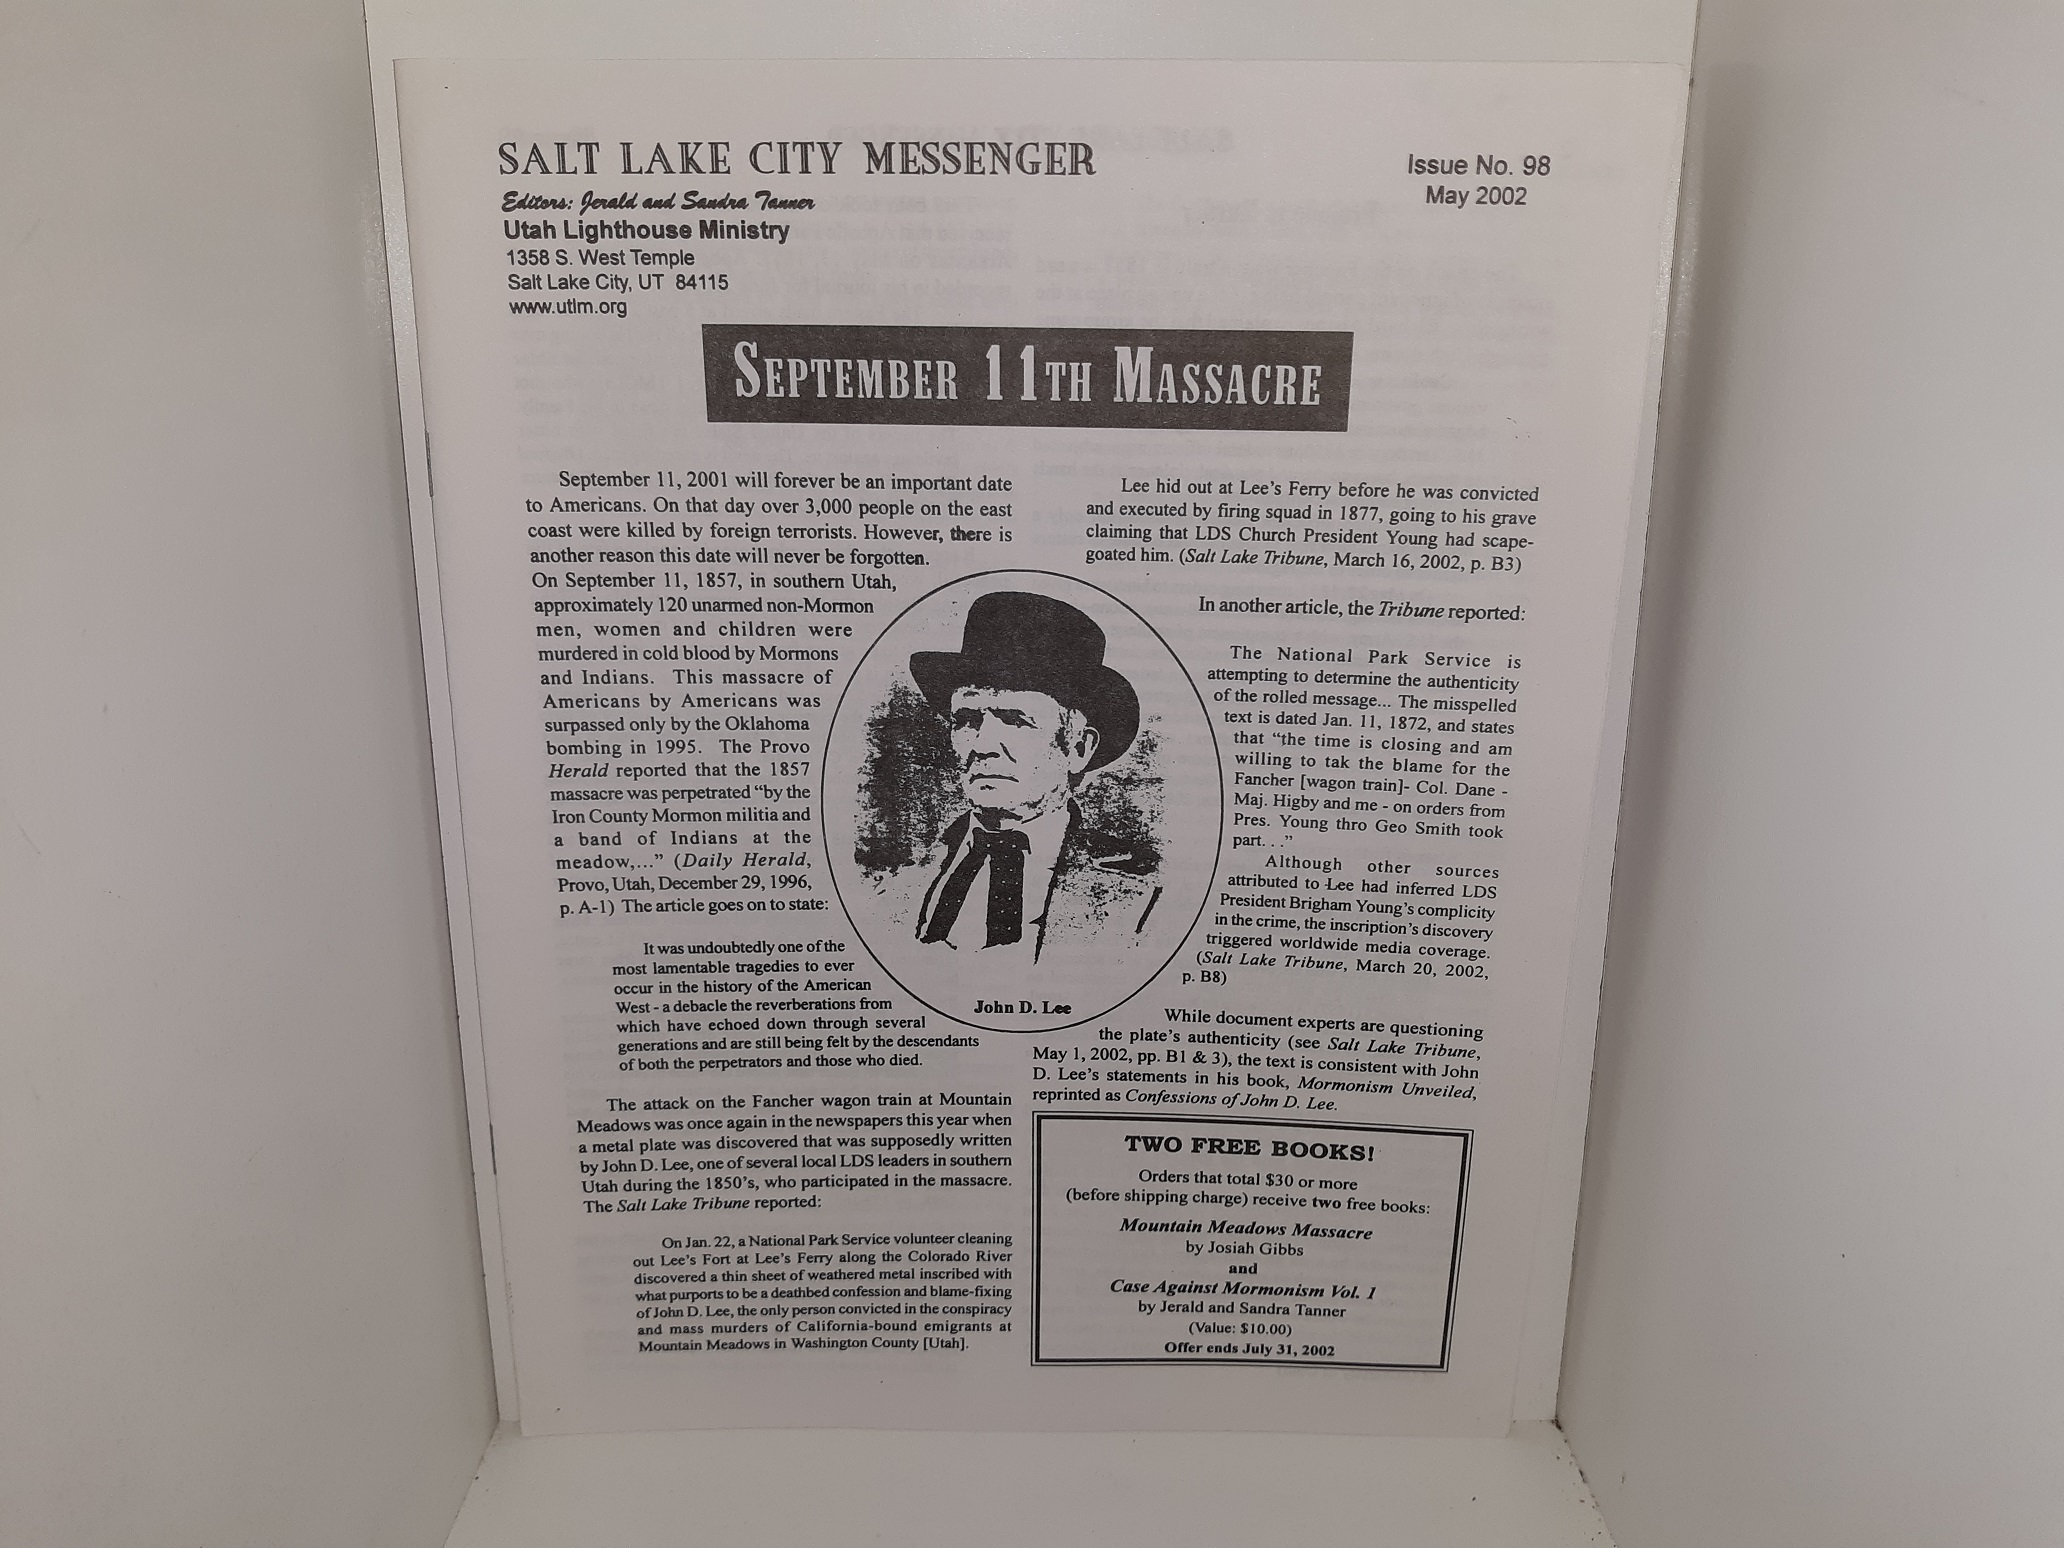 SALT LAKE CITY MESSENGER
Editors: Jerald and Sandra Tanner
Utah Lighthouse Ministry
1358 S. West Temple
Salt Lake City, UT 84115
www.utlm.org
Issue No. 98
May 2002
SEPTEMBER 11TH MASSACRE
September 11, 2001 will forever be an important date
to Americans. On that day over 3,000 people on the east
coast were killed by foreign terrorists. However, there is
another reason this date will never be forgotten.
On September 11, 1857, in southern Utah,
approximately 120 unarmed non-Mormon
men, women and children were
murdered in cold blood by Mormons
and Indians. This massacre of
Americans by Americans was
surpassed only by the Oklahoma
bombing in 1995. The Provo
Herald reported that the 1857
massacre was perpetrated "by the
Iron County Mormon militia and
a band of Indians at the
meadow,..." (Daily Herald,
Provo, Utah, December 29, 1996,
p. A-1) The article goes on to state:
It was undoubtedly one of the
most lamentable tragedies to ever
occur in the history of the American
West - a debacle the reverberations from
which have echoed down through several
generations and are still being felt by the descendants
of both the perpetrators and those who died.
The attack on the Fancher wagon train at Mountain
Meadows was once again in the newspapers this year when
a metal plate was discovered that was supposedly written
by John D. Lee, one of several local LDS leaders in southern
Utah during the 1850's, who participated in the massacre.
The Salt Lake Tribune reported:
On Jan. 22, a National Park Service volunteer cleaning
out Lee's Fort at Lee's Ferry along the Colorado River
discovered a thin sheet of weathered metal inscribed with
what purports to be a deathbed confession and blame-fixing
of John D. Lee, the only person convicted in the conspiracy
and mass murders of California-bound emigrants at
Mountain Meadows in Washington County [Utah].
John D. Lee
Lee hid out at Lee's Ferry before he was convicted
and executed by firing squad in 1877, going to his grave
claiming that LDS Church President Young had scape-
goated him. (Salt Lake Tribune, March 16, 2002, p. B3)
In another article, the Tribune reported:
The National Park Service is
attempting to determine the authenticity
of the rolled message... The misspelled
text is dated Jan. 11, 1872, and states
that "the time is closing and am
willing to tak the blame for the
Fancher [wagon train]- Col. Dane -
Maj. Higby and me - on orders from
Pres. Young thro Geo Smith took
part. . ."
Although other sources
attributed to Lee had inferred LDS
President Brigham Young's complicity
in the crime, the inscription's discovery
triggered worldwide media coverage.
(Salt Lake Tribune, March 20, 2002,
p. B8)
While document experts are questioning
the plate's authenticity (see Salt Lake Tribune,
May 1, 2002, pp. B1 & 3), the text is consistent with John
D. Lee's statements in his book, Mormonism Unveiled,
reprinted as Confessions of John D. Lee.
TWO FREE BOOKS!
Orders that total $30 or more
(before shipping charge) receive two free books:
Mountain Meadows Massacre
by Josiah Gibbs
and
Case Against Mormonism Vol. 1
by Jerald and Sandra Tanner
(Value: $10.00)
Offer ends July 31, 2002